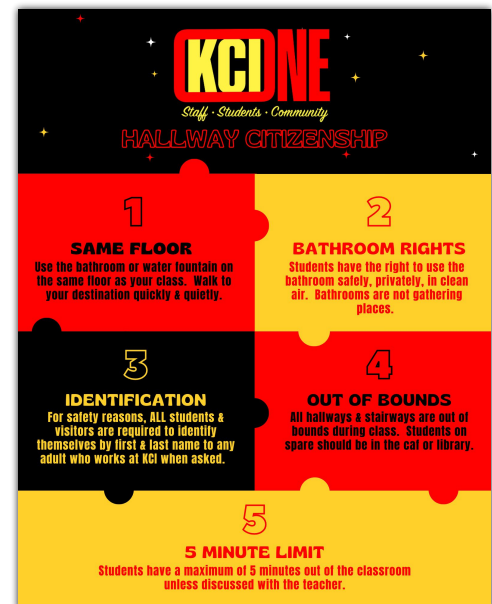 KCI ONE
Staff · Students · Community
HALLWAY CITIZENSHIP
1
SAME FLOOR
Use the bathroom or water fountain on
the same floor as your class.  Walk to
your destination quickly & quietly.
2
BATHROOM RIGHTS
Students have the right to use the
bathroom safely, privately, in clean
air.  Bathrooms are not gathering
places.
3
IDENTIFICATION
For safety reasons, ALL students &
visitors are required to identify
themselves by first & last name to any
adult who works at KCI when asked.
4
OUT OF BOUNDS
All hallways & stairways are out of
bounds during class.  Students on
spare should be in the caf or library.
5
5 MINUTE LIMIT
Students have a maximum of 5 minutes out of the classroom
unless discussed with the teacher.